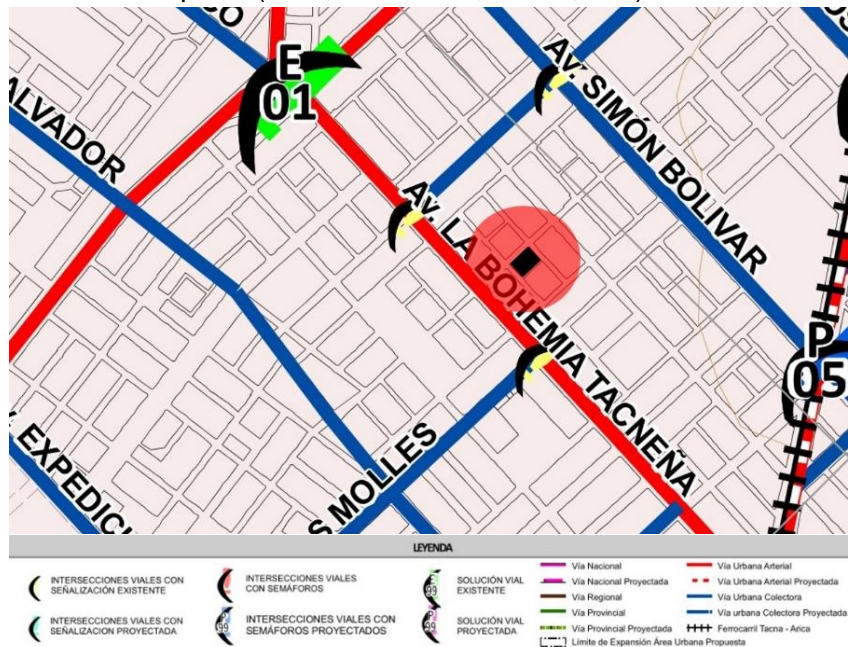 E
01
ALVADOR
Av. SIMÓN BOLIVAR
Av. LA BOHEMIA TACNEÑA
P
05
EXPEDICI
S MOLLES
LEYENDA
INTERSECCIONES VIALES CON
SEÑALIZACIÓN EXISTENTE
INTERSECCIONES VIALES CON
SEÑALIZACION PROYECTADA
INTERSECCIONES VIALES
CON SEMÁFOROS
INTERSECCIONES VIALES CON
SEMÁFOROS PROYECTADOS
SOLUCIÓN VIAL
EXISTENTE
SOLUCIÓN VIAL
PROYECTADA
Vía Nacional
Vía Nacional Proyectada
Vía Regional
Vía Provincial
Vía Provincial Proyectada
Límite de Expansión Área Urbana Propuesta
Vía Urbana Arterial
Vía Urbana Arterial Proyectada
Vía Urbana Colectora
Vía urbana Colectora Proyectada
Ferrocarril Tacna - Arica